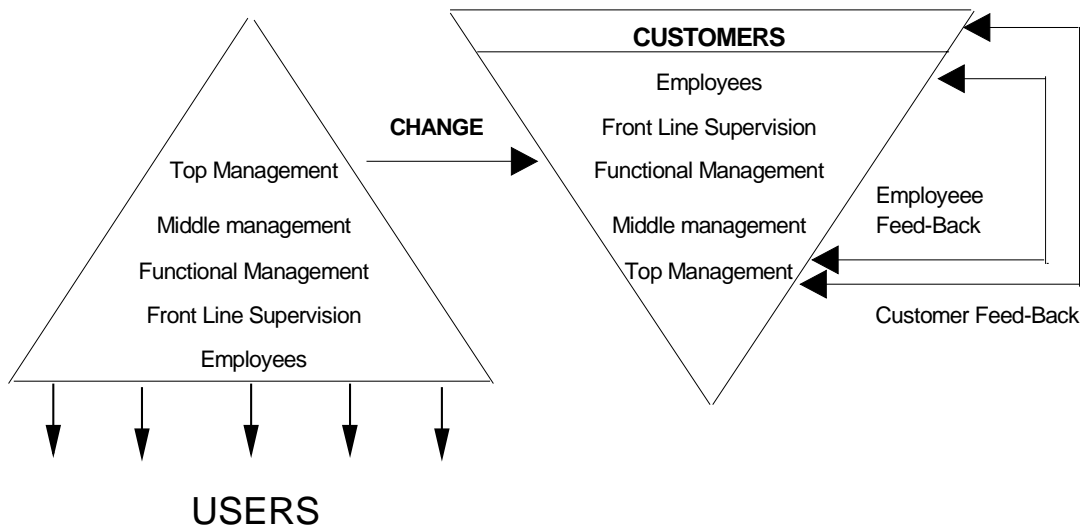 CUSTOMERS
Employees
Front Line Supervision
Functional Management
Middle management
Top Management
CHANGE
Top Management
Middle management
Functional Management
Front Line Supervision
Employees
USERS
Employeee
Feed-Back
Customer Feed-Back